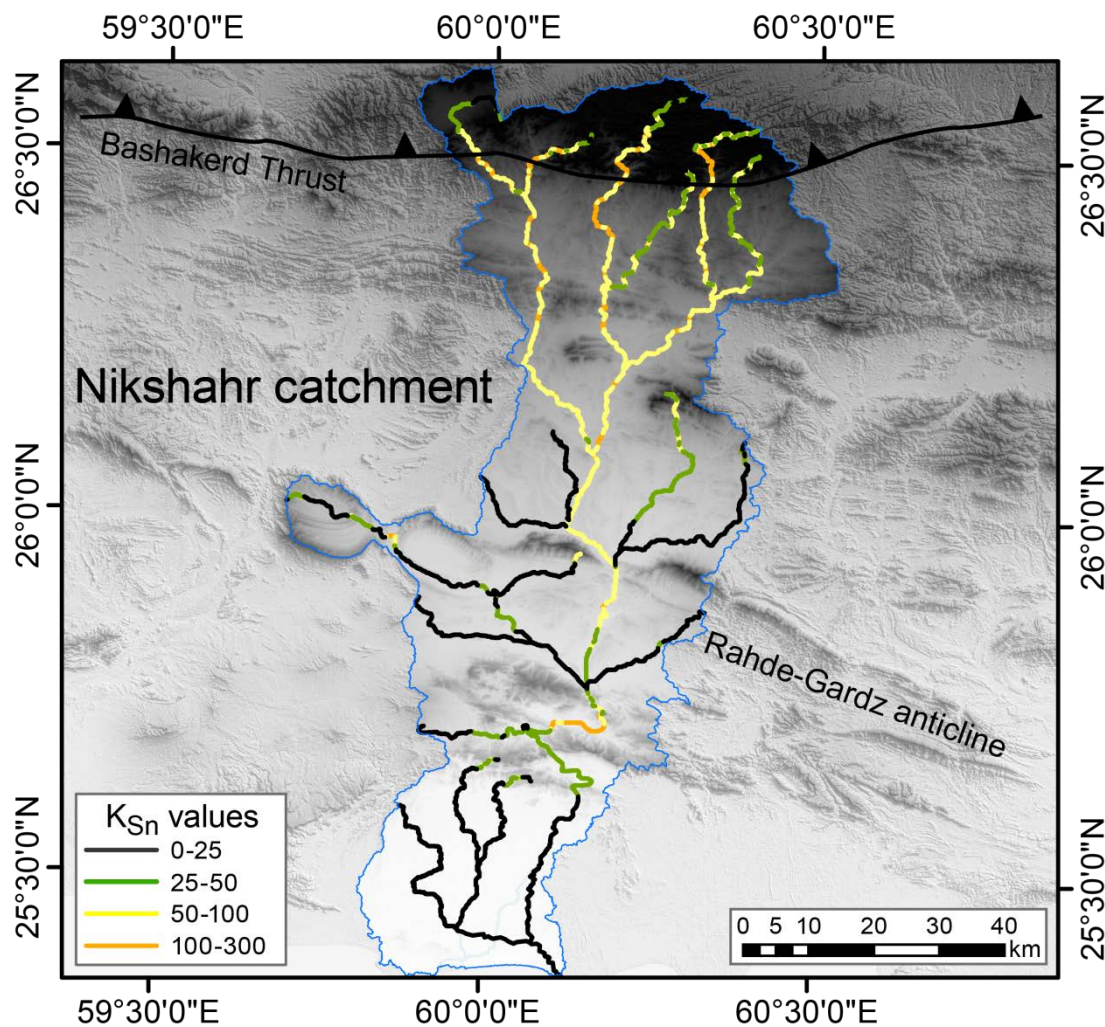 59°30'0"E 60°0'0"E 60°30'0"E
26°30'0"N
26°30'0"N
Bashakerd Thrust
Nikshahr catchment
26°0'0"N
26°0'0"N
Rahde-Gardz anticline
25°30'0"N
25°30'0"N
KSn values
0-25
25-50
50-100
100-300
0 5 10 20 30 40
km
59°30'0"E 60°0'0"E 60°30'0"E